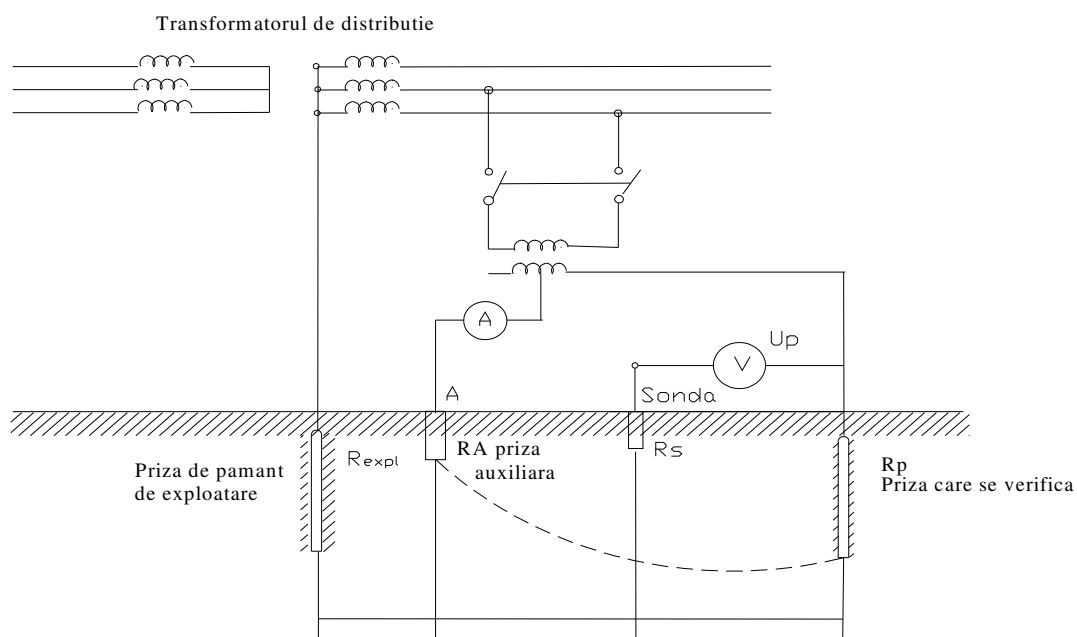 Transformatorul de distributie
A
Up
V
A
Sonda
Rexpl
RA priza
auxiliara
Rs
Priza de pamant
de exploatare
Rp
Priza care se verifica